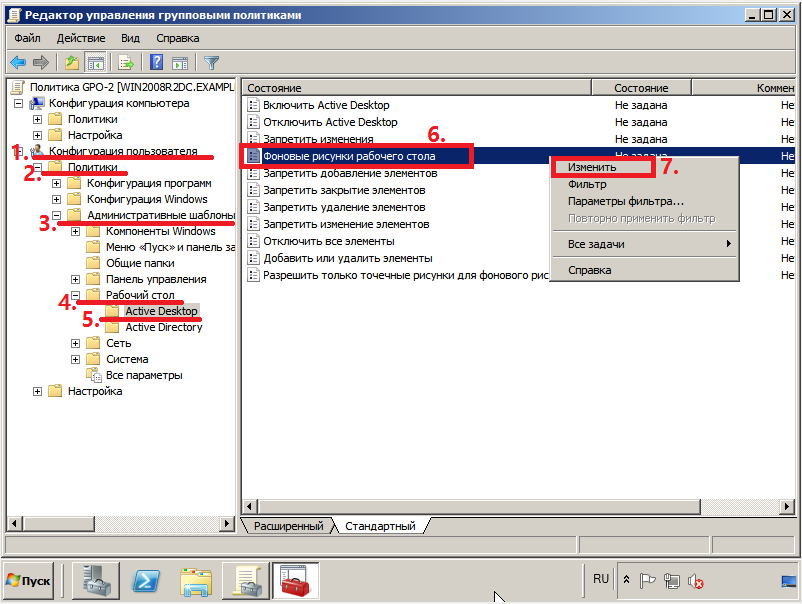 Редактор управления групповыми политиками
Файл Действие Вид Справка
Политика GPO-2 [WIN2008R2DC.EXAMPL
Конфигурация компьютера
Политики
Настройка
1. Конфигурация пользователя
2. Политики
Конфигурация программ
Конфигурация Windows
3. Административные шаблоны
Компоненты Windows
Меню «Пуск» и панель за
Общие папки
Панель управления
4. Рабочий стол
5. Active Desktop
Active Directory
Сеть
Система
Все параметры
Настройка
Состояние Состояние Коммен
Включить Active Desktop Не задана Не
Отключить Active Desktop Не задана Не
Запретить изменения Не задана Не
6. Фоновые рисунки рабочего стола Не задана Не
Запретить добавление элементов
Запретить закрытие элементов Не
Запретить удаление элементов Не
Запретить изменение элементов Не
Отключить все элементы Не
Добавить или удалить элементы Не
Разрешить только точечные рисунки для фонового рис Не
Изменить 7.
Фильтр
Параметры фильтра...
Повторно применить фильтр
Все задачи
Справка
Расширенный Стандартный
Пуск RU